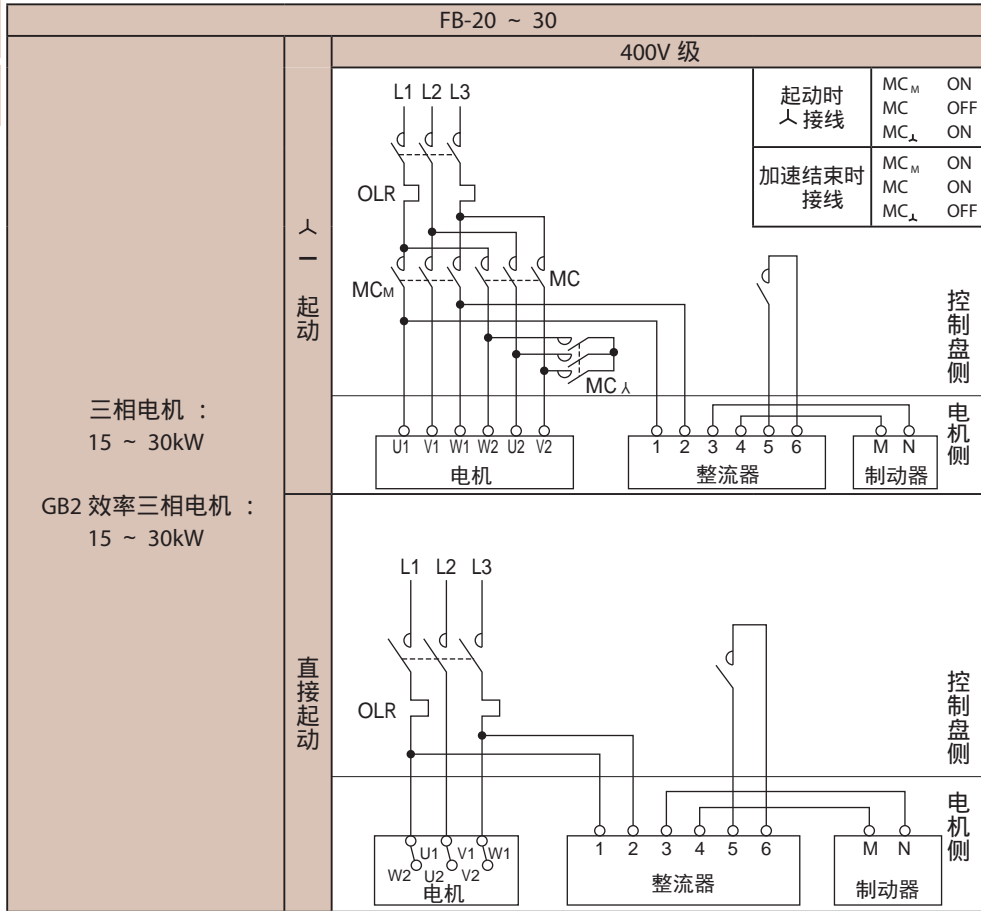 FB-20 ~ 30
400V 级
三相电机 :
15 ~ 30kW
GB2 效率三相电机 :
15 ~ 30kW
人 一 起动
L1 L2 L3
起动时
人 接线
MC M ON
MC OFF
MC人 ON
加速结束时
接线
MC M ON
MC ON
MC人 OFF
OLR
MCM
MC
MC人
控制盘侧
电机侧
U1 V1 W1 W2 U2 V2
电机
1 2 3 4 5 6
整流器
M N
制动器
直接起动
L1 L2 L3
OLR
控制盘侧
电机侧
U1 V1 W1
W2 U2 V2
电机
1 2 3 4 5 6
整流器
M N
制动器